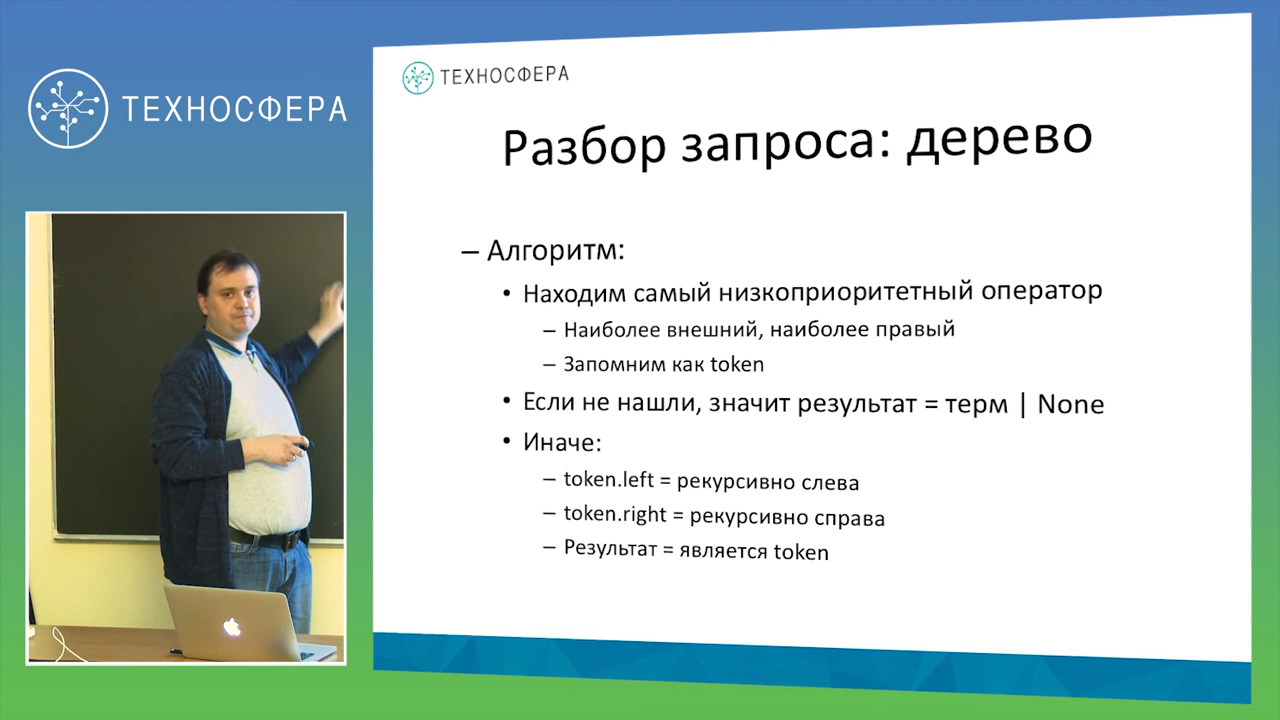 ТЕХНОСФЕРА
ТЕХНОСФЕРА
Разбор запроса: дерево
– Алгоритм:
• Находим самый низкоприоритетный оператор
– Наиболее внешний, наиболее правый
– Запомним как token
• Если не нашли, значит результат = терм | None
• Иначе:
– token.left = рекурсивно слева
– token.right = рекурсивно справа
– Результат = является token